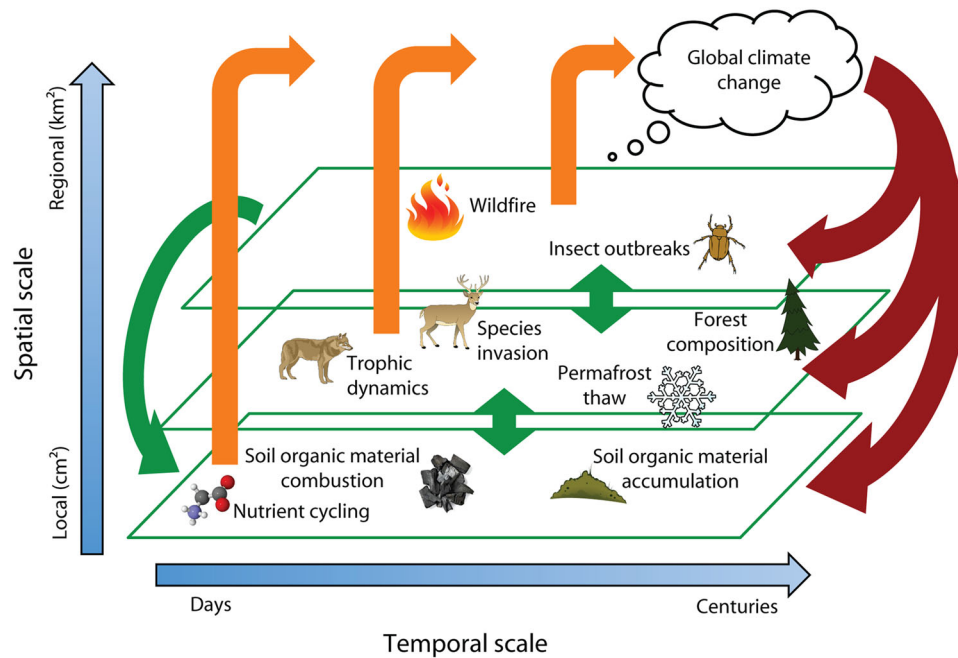 Global climate
change
Regional (km²)
Wildfire
Insect outbreaks
Spatial scale
Species
invasion
Forest
composition
Trophic
dynamics
Permafrost
thaw
Local (cm²)
Soil organic material
combustion
Soil organic material
accumulation
Nutrient cycling
Days
Centuries
Temporal scale